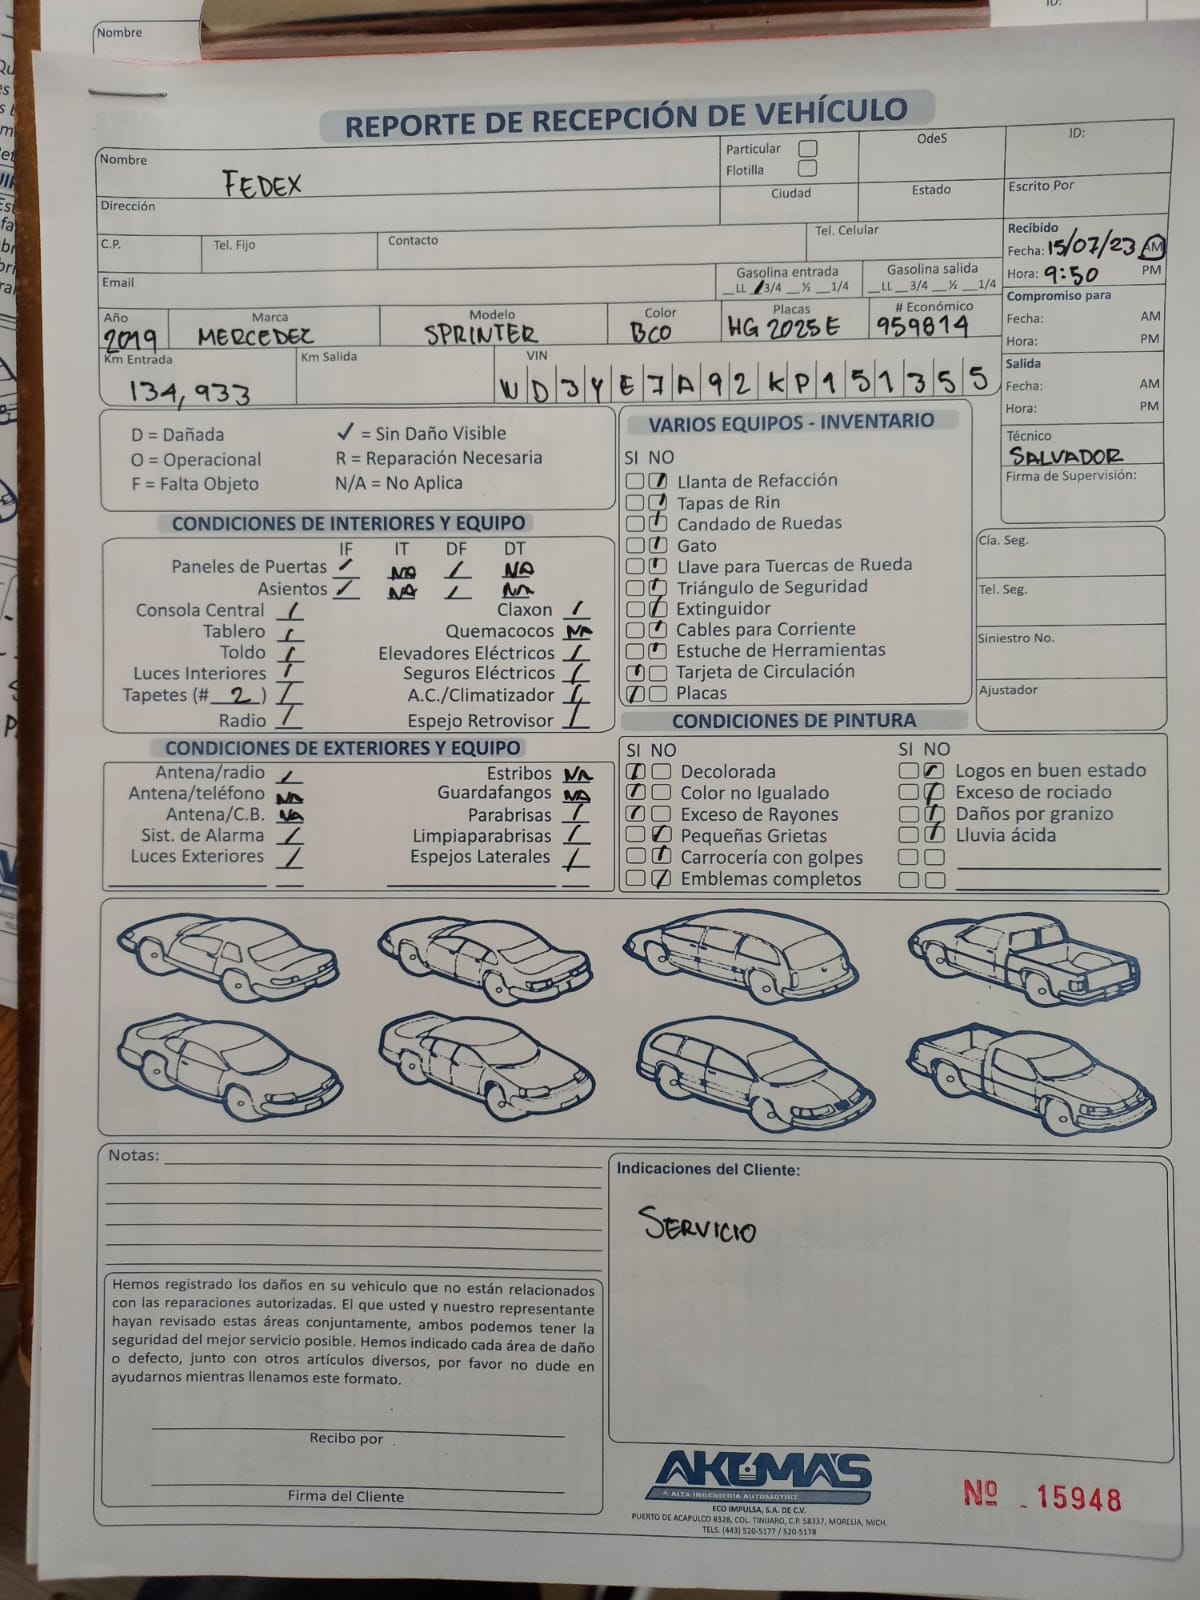 Nombre
ID:
REPORTE DE RECEPCIÓN DE VEHÍCULO
Nombre FEDEX
Particular
Flotilla
OdeS
ID:
Dirección
Ciudad
Estado
Escrito Por
C.P.
Tel. Fijo
Contacto
Tel. Celular
Recibido
Fecha: 15/07/23 AM
Hora: 9:50 PM
Email
Gasolina entrada
__LL __3/4 __½ __1/4
Gasolina salida
__LL __3/4 __½ __1/4
Compromiso para
Fecha: AM
Hora: PM
Año 2019
Marca MERCEDEZ
Modelo SPRINTER
Color BCO
Placas HG 2025E
# Económico 959814
Km Entrada 134,933
Km Salida
VIN WD3YE7A92KP151355
Salida
Fecha: AM
Hora: PM
Técnico
SALVADOR
Firma de Supervisión:
D = Dañada ✓ = Sin Daño Visible
O = Operacional R = Reparación Necesaria
F = Falta Objeto N/A = No Aplica
CONDICIONES DE INTERIORES Y EQUIPO
IF IT DF DT
Paneles de Puertas / NA / NA
Asientos / NA / NA
Consola Central / Claxon /
Tablero / Quemacocos NA
Toldo / Elevadores Eléctricos /
Luces Interiores / Seguros Eléctricos /
Tapetes (# 2 ) / A.C./Climatizador /
Radio / Espejo Retrovisor /
CONDICIONES DE EXTERIORES Y EQUIPO
Antena/radio / Estribos NA
Antena/teléfono NA Guardafangos NA
Antena/C.B. NA Parabrisas /
Sist. de Alarma / Limpiaparabrisas /
Luces Exteriores / Espejos Laterales /
VARIOS EQUIPOS - INVENTARIO
SI NO
Llanta de Refacción
Tapas de Rin
Candado de Ruedas
Gato
Llave para Tuercas de Rueda
Triángulo de Seguridad
Extinguidor
Cables para Corriente
Estuche de Herramientas
Tarjeta de Circulación
Placas
Cía. Seg.
Tel. Seg.
Siniestro No.
Ajustador
CONDICIONES DE PINTURA
SI NO SI NO
Decolorada Logos en buen estado
Color no Igualado Exceso de rociado
Exceso de Rayones Daños por granizo
Pequeñas Grietas Lluvia ácida
Carrocería con golpes
Emblemas completos
Notas:
Indicaciones del Cliente:
SERVICIO
Hemos registrado los daños en su vehiculo que no están relacionados
con las reparaciones autorizadas. El que usted y nuestro representante
hayan revisado estas áreas conjuntamente, ambos podemos tener la
seguridad del mejor servicio posible. Hemos indicado cada área de daño
o defecto, junto con otros artículos diversos, por favor no dude en
ayudarnos mientras llenamos este formato.
Recibo por
Firma del Cliente
AKEMAS
A ALTA INGENIERÍA AUTOMOTRIZ
ECO IMPULSA, S.A. DE C.V.
PUERTO DE ACAPULCO #328, COL. TINIJARO, C.P. 58337, MORELIA, MICH.
TELS. (443) 520-5177 / 520-5178
Nº 15948